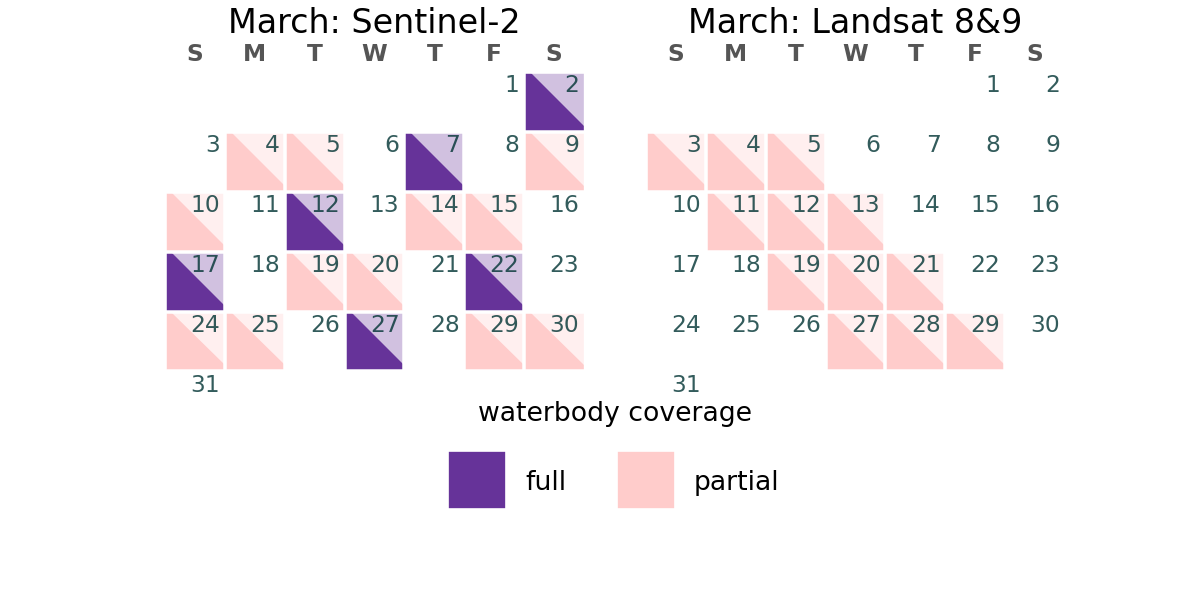 March: Sentinel-2
S M T W T F S
1 2
3 4 5 6 7 8 9
10 11 12 13 14 15 16
17 18 19 20 21 22 23
24 25 26 27 28 29 30
31
March: Landsat 8&9
S M T W T F S
1 2
3 4 5 6 7 8 9
10 11 12 13 14 15 16
17 18 19 20 21 22 23
24 25 26 27 28 29 30
31
waterbody coverage
full
partial